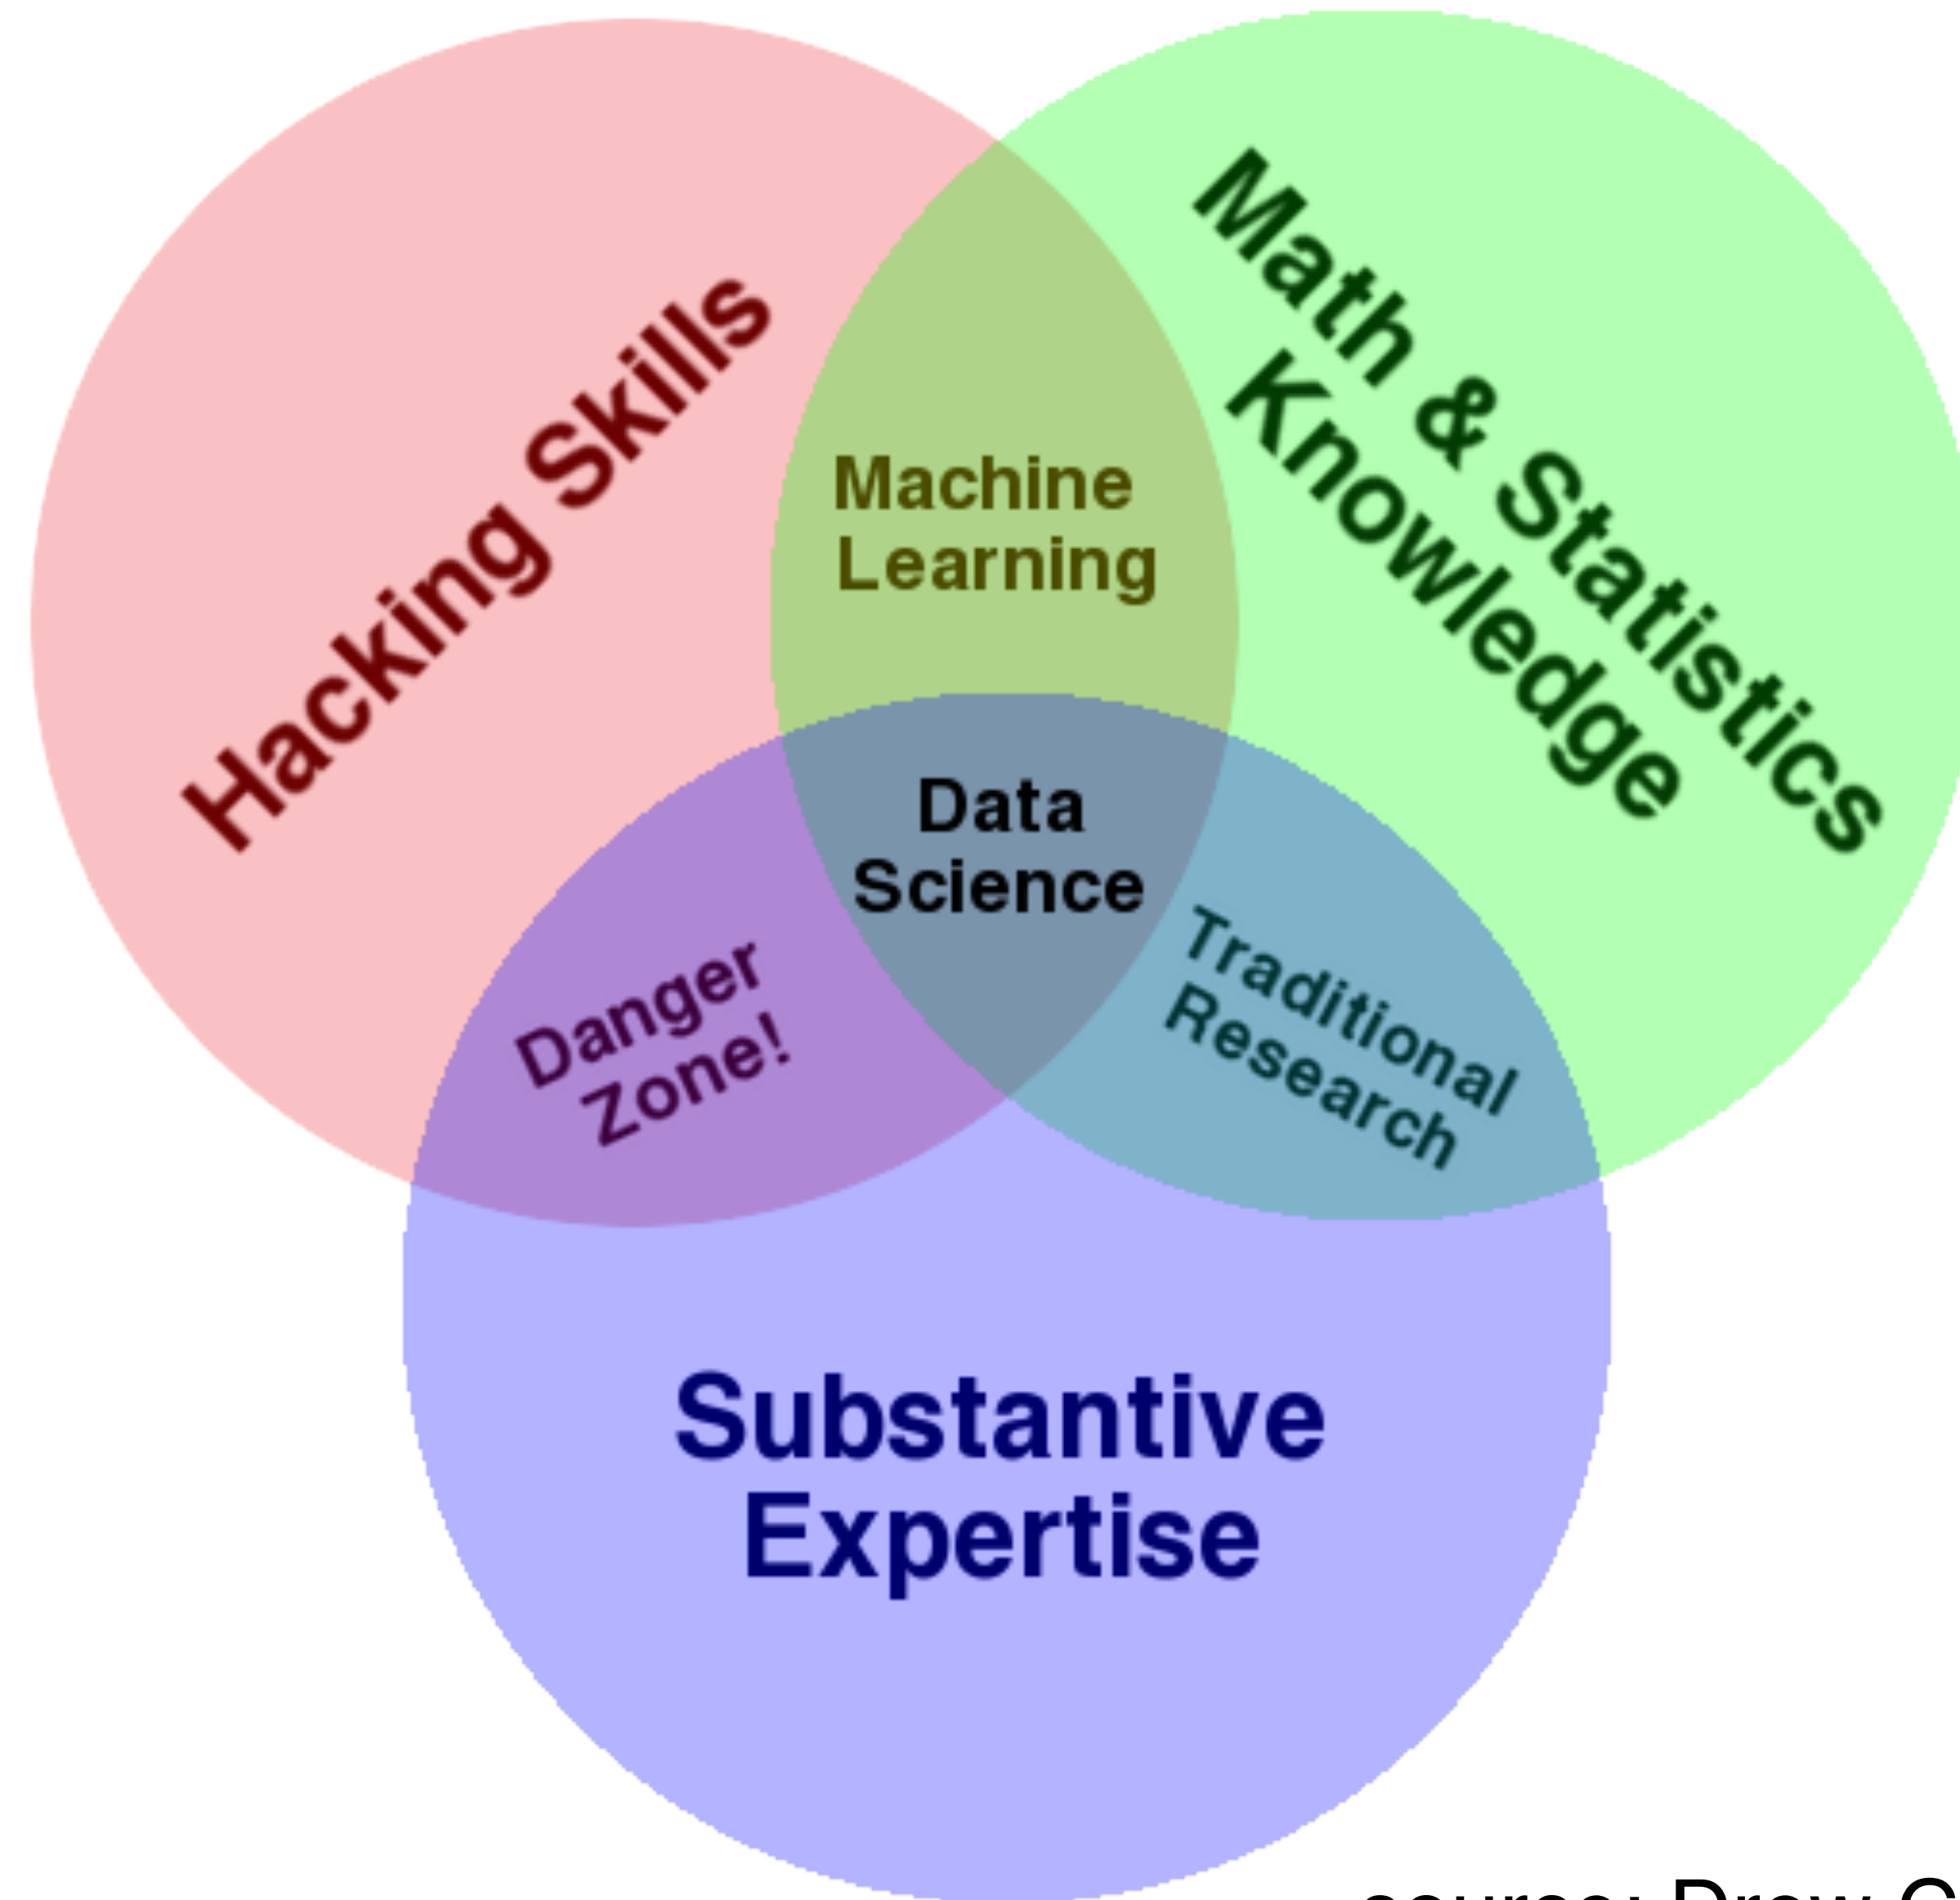 Hacking Skills
Math & Statistics
Knowledge
Machine
Learning
Data
Science
Danger
Zone!
Traditional
Research
Substantive
Expertise